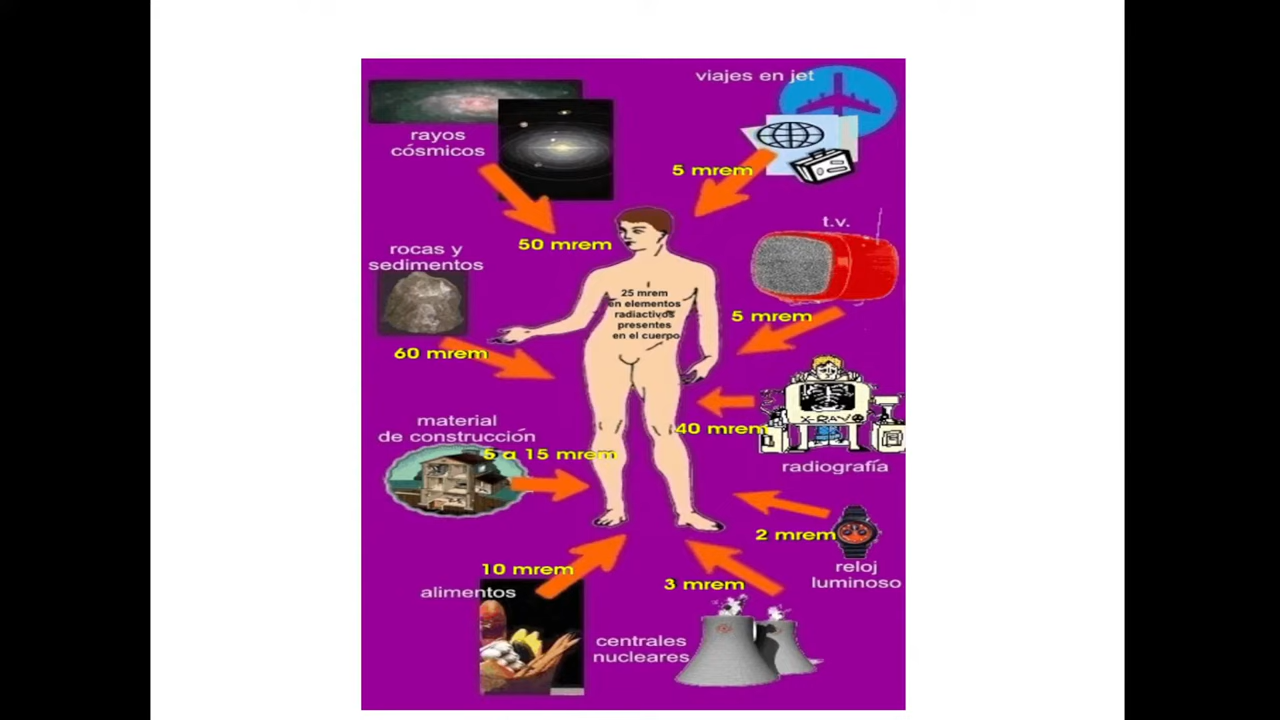 viajes en jet
rayos
cósmicos
5 mrem
50 mrem
t.v.
rocas y
sedimentos
25 mrem
en elementos
radiactivos
presentes
en el cuerpo
5 mrem
60 mrem
X-RAY
40 mrem
material
de construcción
5 a 15 mrem
radiografía
2 mrem
reloj
luminoso
10 mrem
alimentos
3 mrem
centrales
nucleares